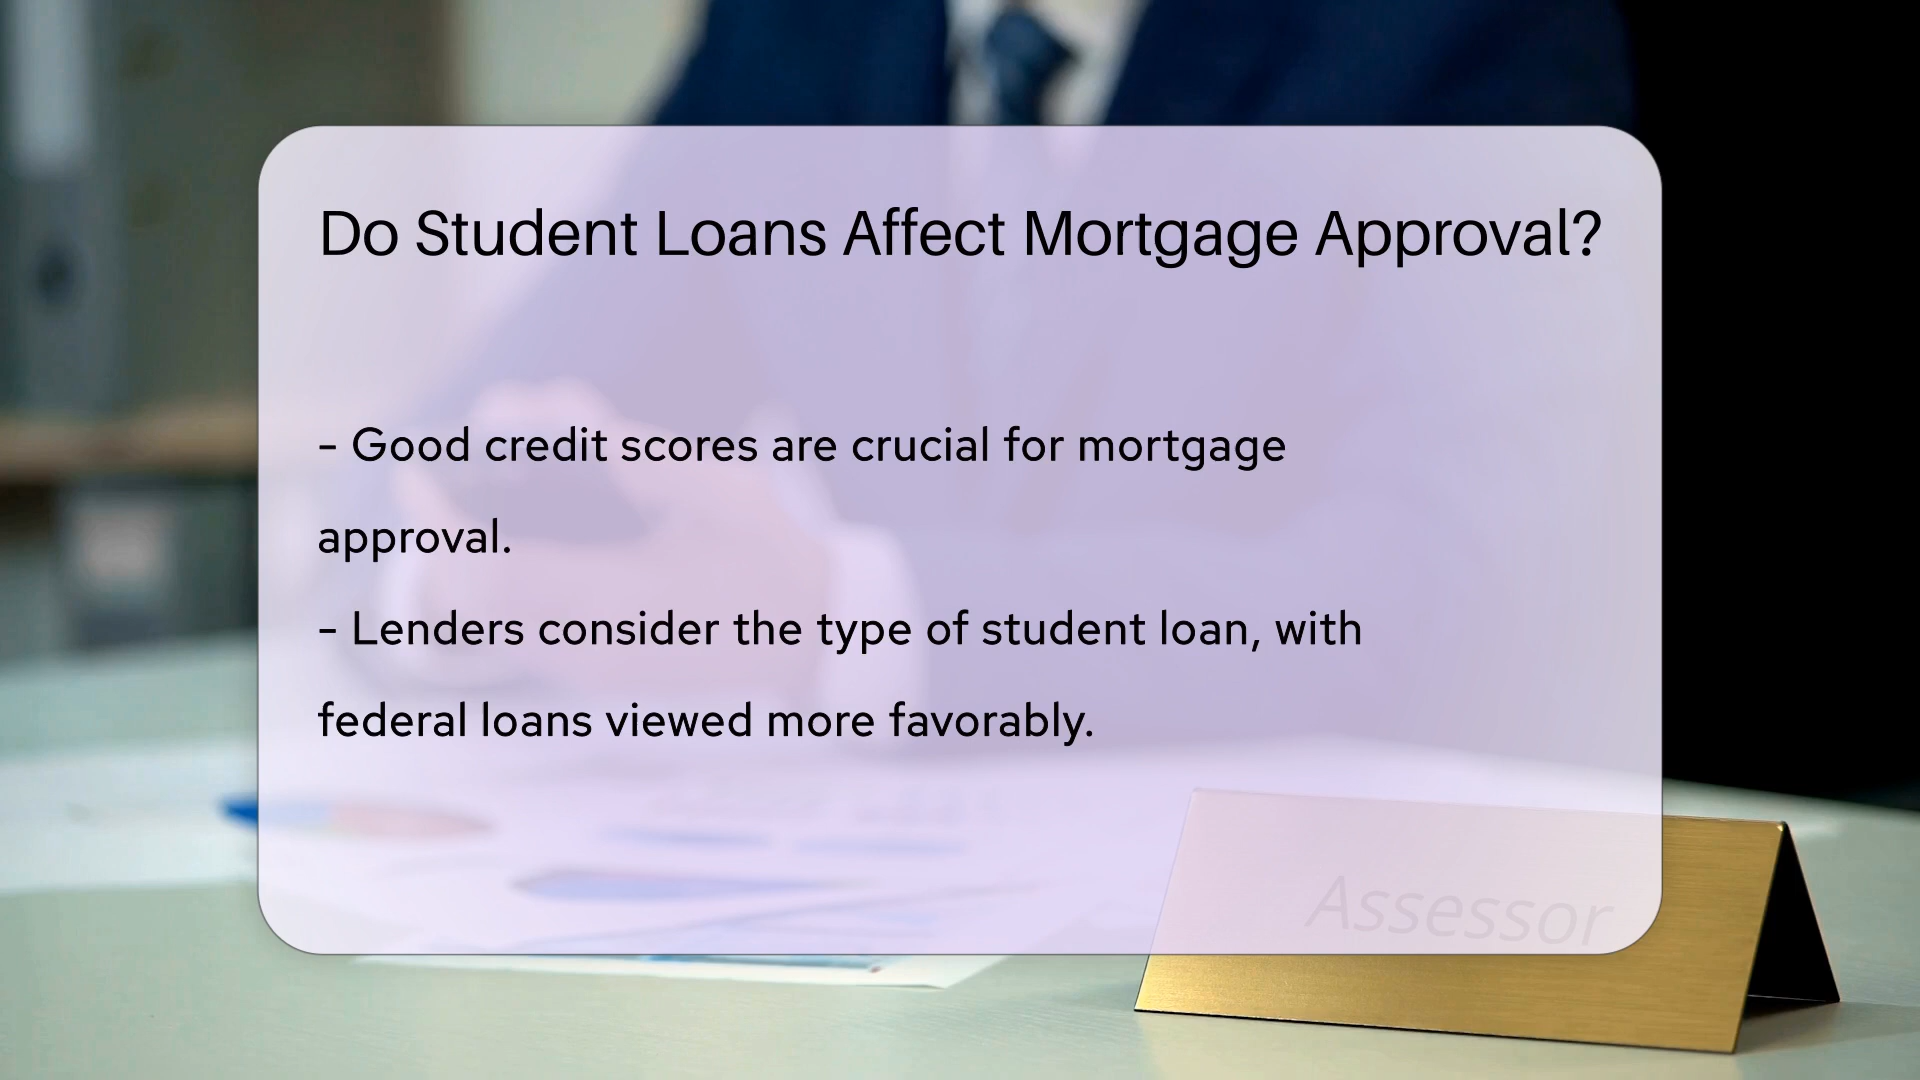 Do Student Loans Affect Mortgage Approval?
- Good credit scores are crucial for mortgage
approval.
- Lenders consider the type of student loan, with
federal loans viewed more favorably.
Assessor